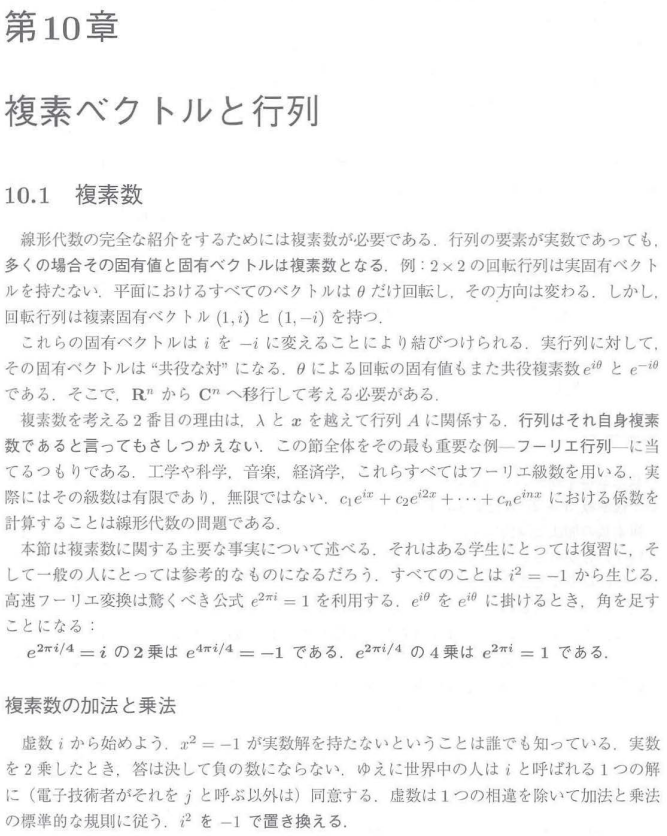 第10章
複素ベクトルと行列
10.1 複素数
線形代数の完全な紹介をするためには複素数が必要である．行列の要素が実数であっても，
多くの場合その固有値と固有ベクトルは複素数となる．例：2×2の回転行列は実固有ベクト
ルを持たない．平面におけるすべてのベクトルはθだけ回転し，その方向は変わる．しかし，
回転行列は複素固有ベクトル (1, i) と (1, −i) を持つ．
これらの固有ベクトルは i を −i に変えることにより結びつけられる．実行列に対して，
その固有ベクトルは “共役な対” になる．θ による回転の固有値もまた共役複素数 e^{iθ} と e^{−iθ}
である．そこで，Rⁿ から Cⁿ へ移行して考える必要がある．
複素数を考える2番目の理由は，λ と x を越えて行列 A に関係する．行列はそれ自身複素
数であると言ってもさしつかえない．この節全体をその最も重要な例—フーリエ行列—に当
てるつもりである．工学や科学，音楽，経済学，これらすべてはフーリエ級数を用いる．実
際にはその級数は有限であり，無限ではない．c₁e^{ix} + c₂e^{i2x} + ⋯ + cₙe^{inx} における係数を
計算することは線形代数の問題である．
本節は複素数に関する主要な事実について述べる．それはある学生にとっては復習に，そ
して一般の人にとっては参考的なものになるだろう．すべてのことは i² = −1 から生じる．
高速フーリエ変換は驚くべき公式 e^{2πi} = 1 を利用する．e^{iθ} を e^{iθ} に掛けるとき，角を足す
ことになる：
e^{2πi/4} = i の2乗は e^{4πi/4} = −1 である．e^{2πi/4} の4乗は e^{2πi} = 1 である．
複素数の加法と乗法
虚数 i から始めよう．x² = −1 が実数解を持たないということは誰でも知っている．実数
を2乗したとき，答は決して負の数にならない．ゆえに世界中の人は i と呼ばれる1つの解
に（電子技術者がそれを j と呼ぶ以外は）同意する．虚数は1つの相違を除いて加法と乗法
の標準的な規則に従う．i² を −1 で置き換える．